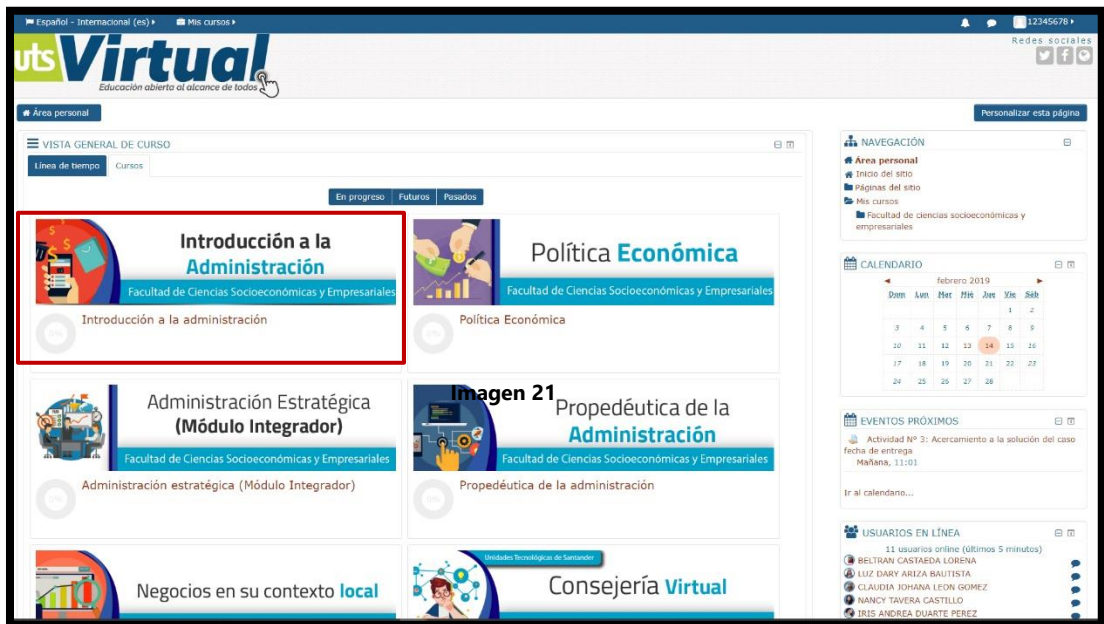 Español - Internacional (es)
Mis cursos
12345678
uts Virtual
Educación abierta al alcance de todos
Redes sociales
Área personal
Personalizar esta página
VISTA GENERAL DE CURSO
Línea de tiempo
Cursos
En progreso
Futuros
Pasados
Introducción a la
Administración
Facultad de Ciencias Socioeconómicas y Empresariales
Introducción a la administración
Política Económica
Facultad de Ciencias Socioeconómicas y Empresariales
Política Económica
Imagen 21
Administración Estratégica
(Módulo Integrador)
Facultad de Ciencias Socioeconómicas y Empresariales
Administración estratégica (Módulo Integrador)
Propedéutica de la
Administración
Facultad de Ciencias Socioeconómicas y Empresariales
Propedéutica de la administración
Negocios en su contexto local
Unidades Tecnológicas de Santander
Consejería Virtual
NAVEGACIÓN
Área personal
Inicio del sitio
Páginas del sitio
Mis cursos
Facultad de ciencias socioeconómicas y
empresariales
CALENDARIO
febrero 2019
Dom Lun Mar Mié Jue Vie Sáb
1 2
3 4 5 6 7 8 9
10 11 12 13 14 15 16
17 18 19 20 21 22 23
24 25 26 27 28
EVENTOS PRÓXIMOS
Actividad Nº 3: Acercamiento a la solución del caso
fecha de entrega
Mañana, 11:01
Ir al calendario...
USUARIOS EN LÍNEA
11 usuarios online (últimos 5 minutos)
BELTRAN CASTAEDA LORENA
LUZ DARY ARIZA BAUTISTA
CLAUDIA JOHANA LEON GOMEZ
NANCY TAVERA CASTILLO
IRIS ANDREA DUARTE PEREZ